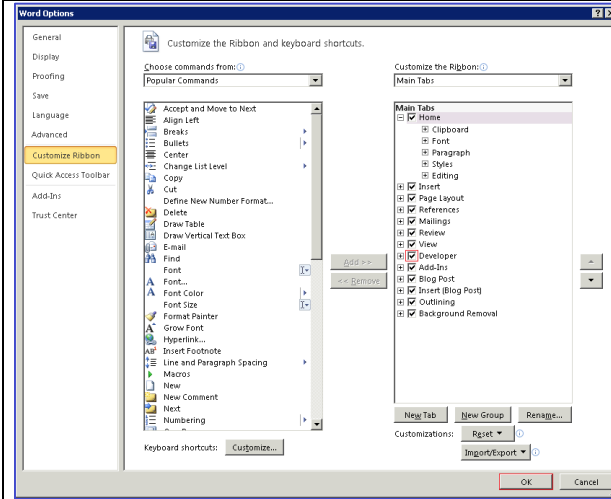 Word Options
General
Display
Proofing
Save
Language
Advanced
Customize Ribbon
Quick Access Toolbar
Add-Ins
Trust Center
Customize the Ribbon and keyboard shortcuts.
Choose commands from:
Popular Commands
Accept and Move to Next
Align Left
Breaks
Bullets
Center
Change List Level
Copy
Cut
Define New Number Format...
Delete
Draw Table
Draw Vertical Text Box
E-mail
Find
Font
Font...
Font Color
Font Size
Format Painter
Grow Font
Hyperlink...
Insert Footnote
Line and Paragraph Spacing
Macros
New
New Comment
Next
Numbering
Keyboard shortcuts: Customize...
Add >>
<< Remove
Customize the Ribbon:
Main Tabs
Main Tabs
Home
Clipboard
Font
Paragraph
Styles
Editing
Insert
Page Layout
References
Mailings
Review
View
Developer
Add-Ins
Blog Post
Insert (Blog Post)
Outlining
Background Removal
New Tab New Group Rename...
Customizations: Reset
Import/Export
OK Cancel